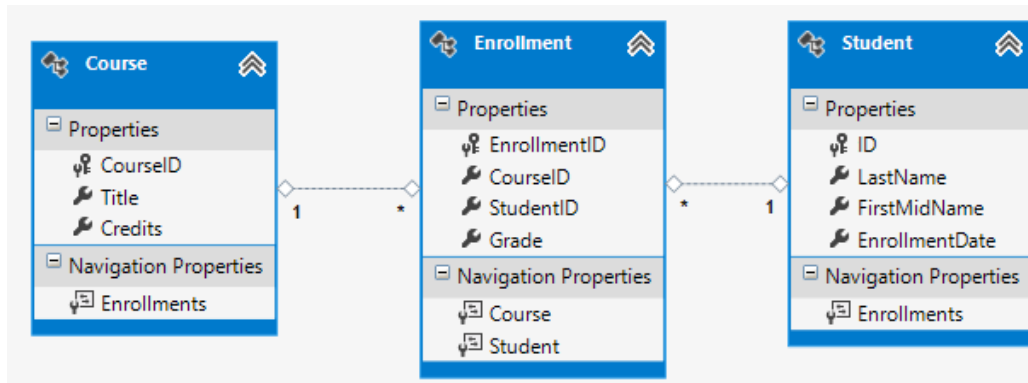 Course
Properties
CourseID
Title
Credits
Navigation Properties
Enrollments
1
*
Enrollment
Properties
EnrollmentID
CourseID
StudentID
Grade
Navigation Properties
Course
Student
*
1
Student
Properties
ID
LastName
FirstMidName
EnrollmentDate
Navigation Properties
Enrollments